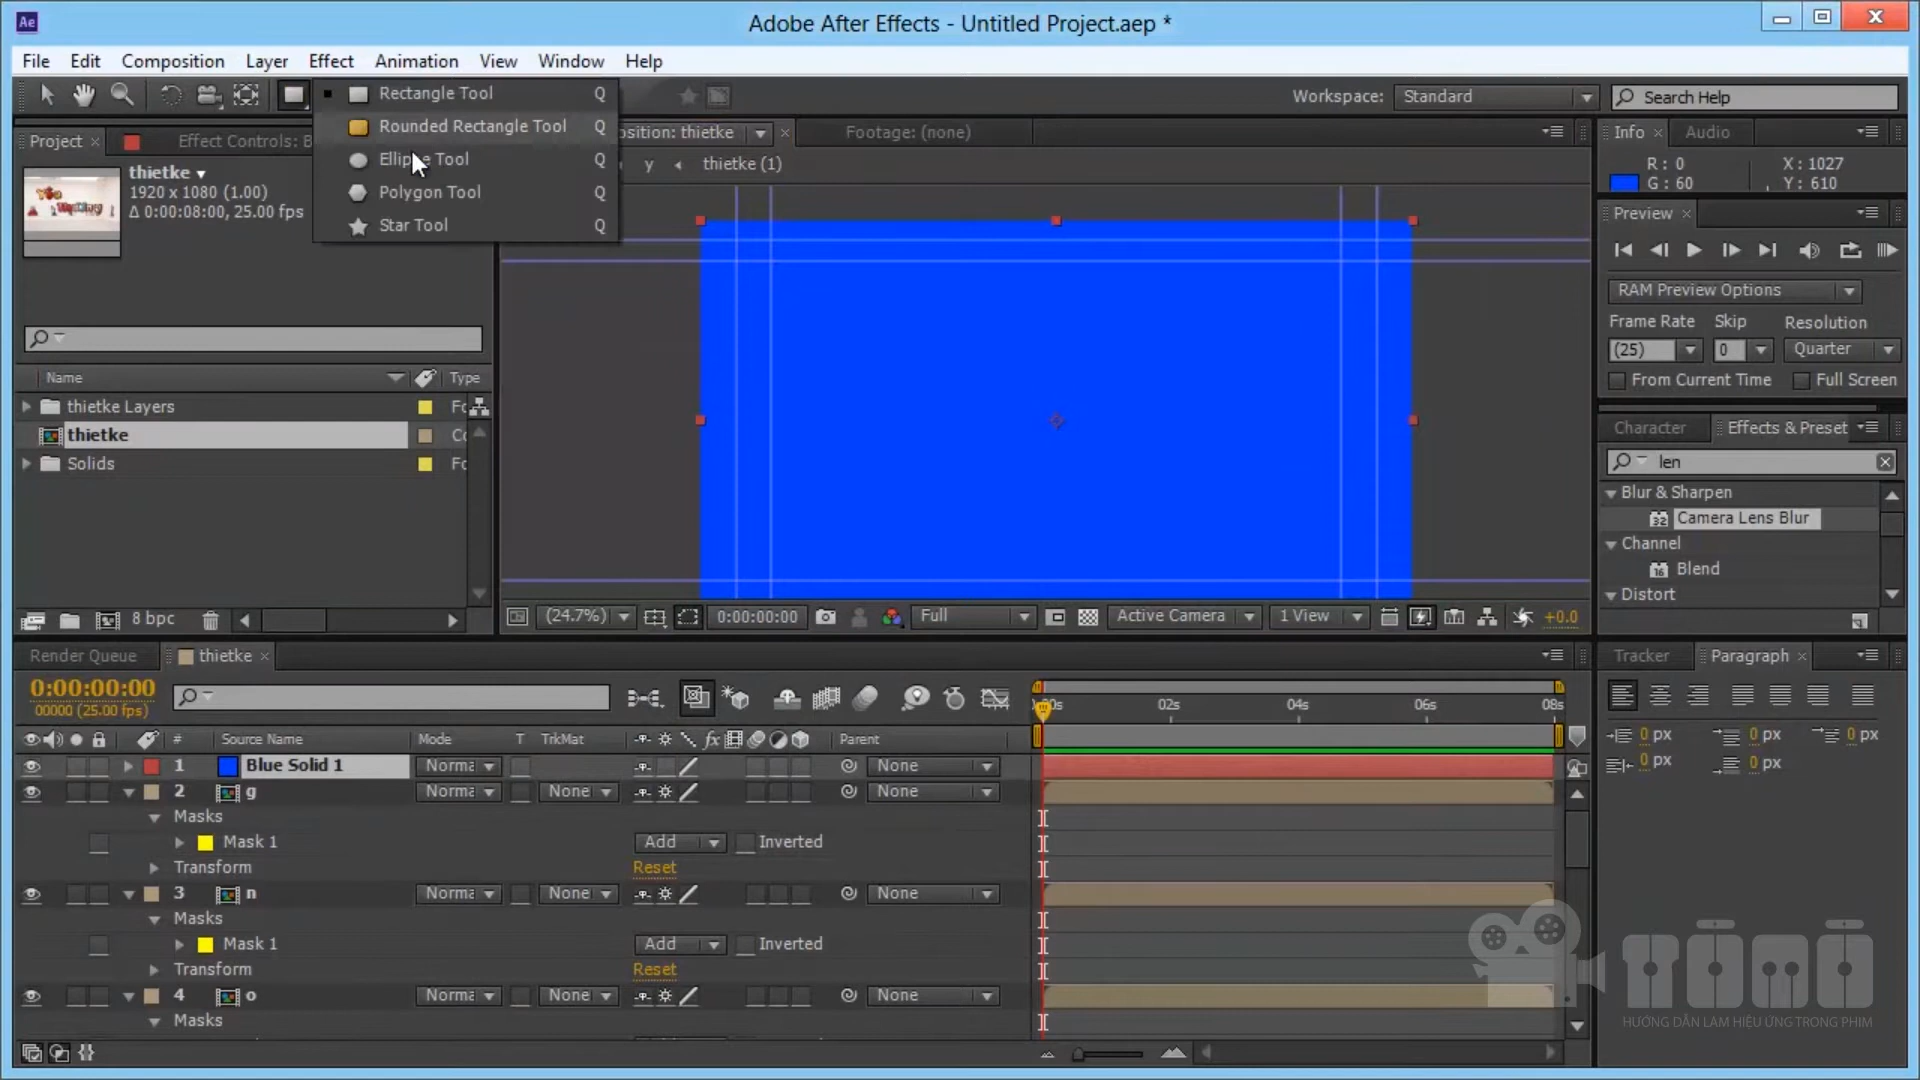 Ae
Adobe After Effects - Untitled Project.aep *
File Edit Composition Layer Effect Animation View Window Help
Rectangle Tool Q
Rounded Rectangle Tool Q
Ellipse Tool Q
Polygon Tool Q
Star Tool Q
Workspace: Standard
Search Help
Project
Effect Controls: B
thietke
1920 x 1080 (1.00)
Δ 0:00:08:00, 25.00 fps
Name Type
thietke Layers
thietke
Solids
8 bpc
osition: thietke
Footage: (none)
y thietke (1)
(24.7%) 0:00:00:00 Full Active Camera 1 View +0.0
Info Audio
R: 0 X: 1027
G: 60 Y: 610
Preview
RAM Preview Options
Frame Rate Skip Resolution
(25) 0 Quarter
From Current Time Full Screen
Character Effects & Preset
len
Blur & Sharpen
32 Camera Lens Blur
Channel
16 Blend
Distort
Render Queue thietke
0:00:00:00
00000 (25.00 fps)
02s 04s 06s 08s
# Source Name Mode T TrkMat fx Parent
1 Blue Solid 1 Norma None
2 g Norma None None
Masks
Mask 1 Add Inverted
Transform Reset
3 n Norma None None
Masks
Mask 1 Add Inverted
Transform Reset
4 o Norma None None
Masks
Tracker Paragraph
0 px 0 px 0 px
0 px 0 px
HƯỚNG DẪN LÀM HIỆU ỨNG TRONG PHIM